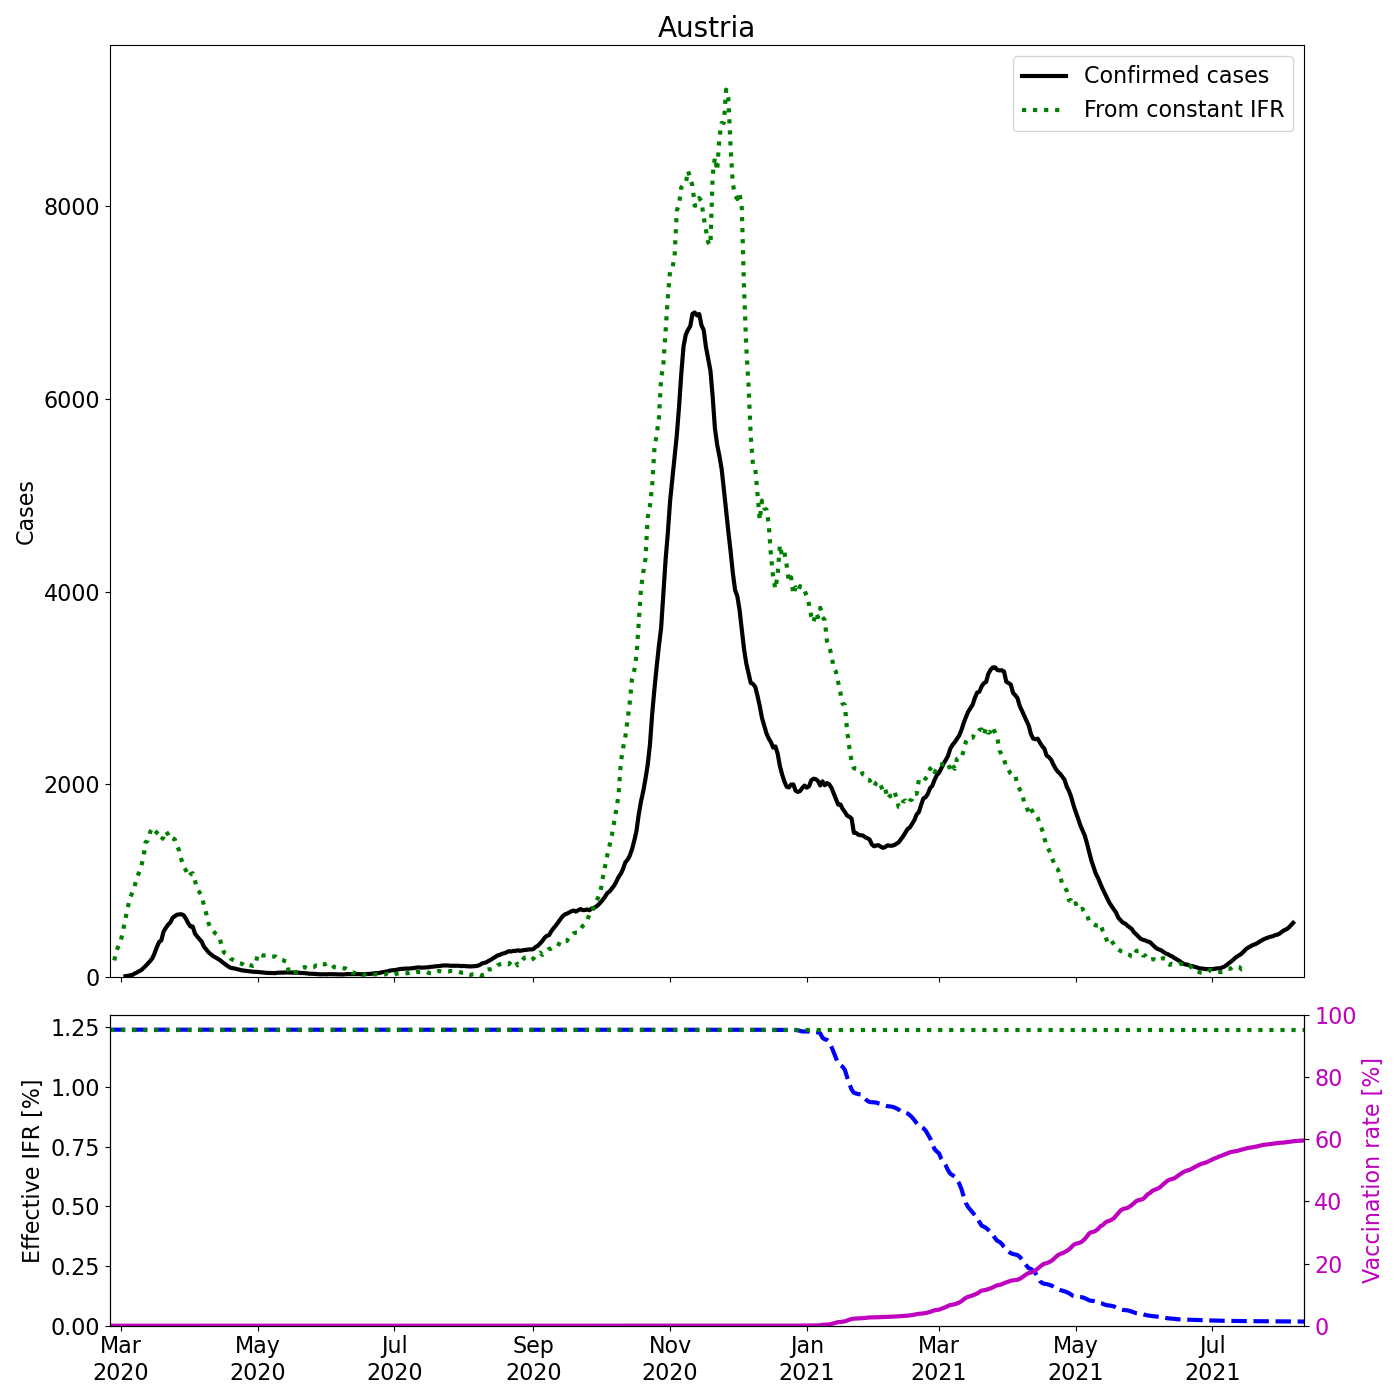 Austria
Confirmed cases
From constant IFR
Cases
8000
6000
4000
2000
0
Effective IFR [%]
1.25
1.00
0.75
0.50
0.25
0.00
100
80
60
40
20
0
Vaccination rate [%]
Mar May Jul Sep Nov Jan Mar May Jul
2020 2020 2020 2020 2020 2021 2021 2021 2021